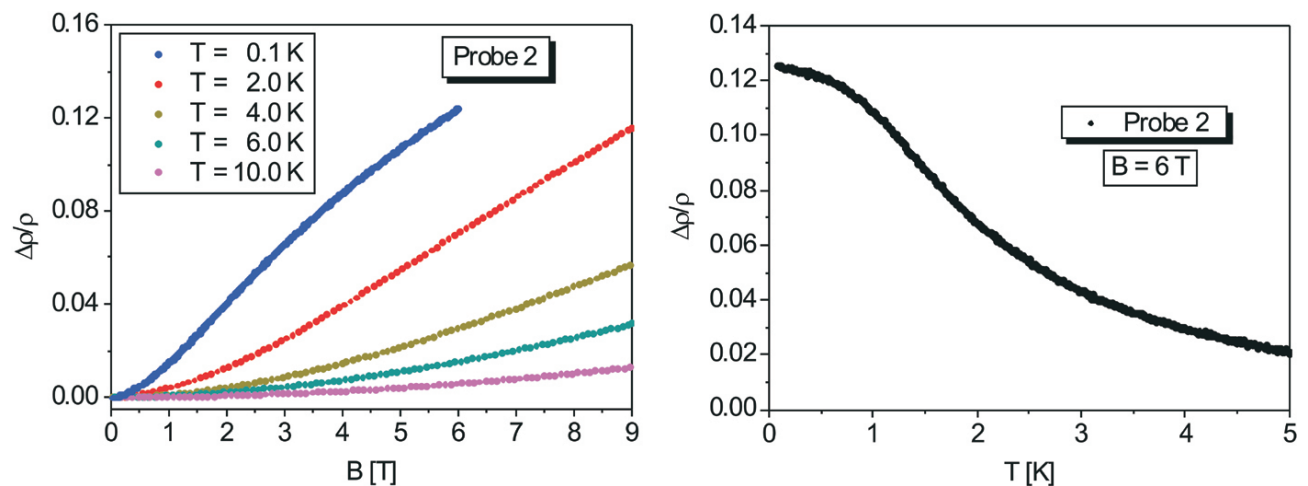 0.16
0.12
0.08
0.04
0.00
Δρ/ρ
T = 0.1 K
T = 2.0 K
T = 4.0 K
T = 6.0 K
T = 10.0 K
Probe 2
0 1 2 3 4 5 6 7 8 9
B [T]
0.14
0.12
0.10
0.08
0.06
0.04
0.02
0.00
Δρ/ρ
Probe 2
B = 6 T
0 1 2 3 4 5
T [K]